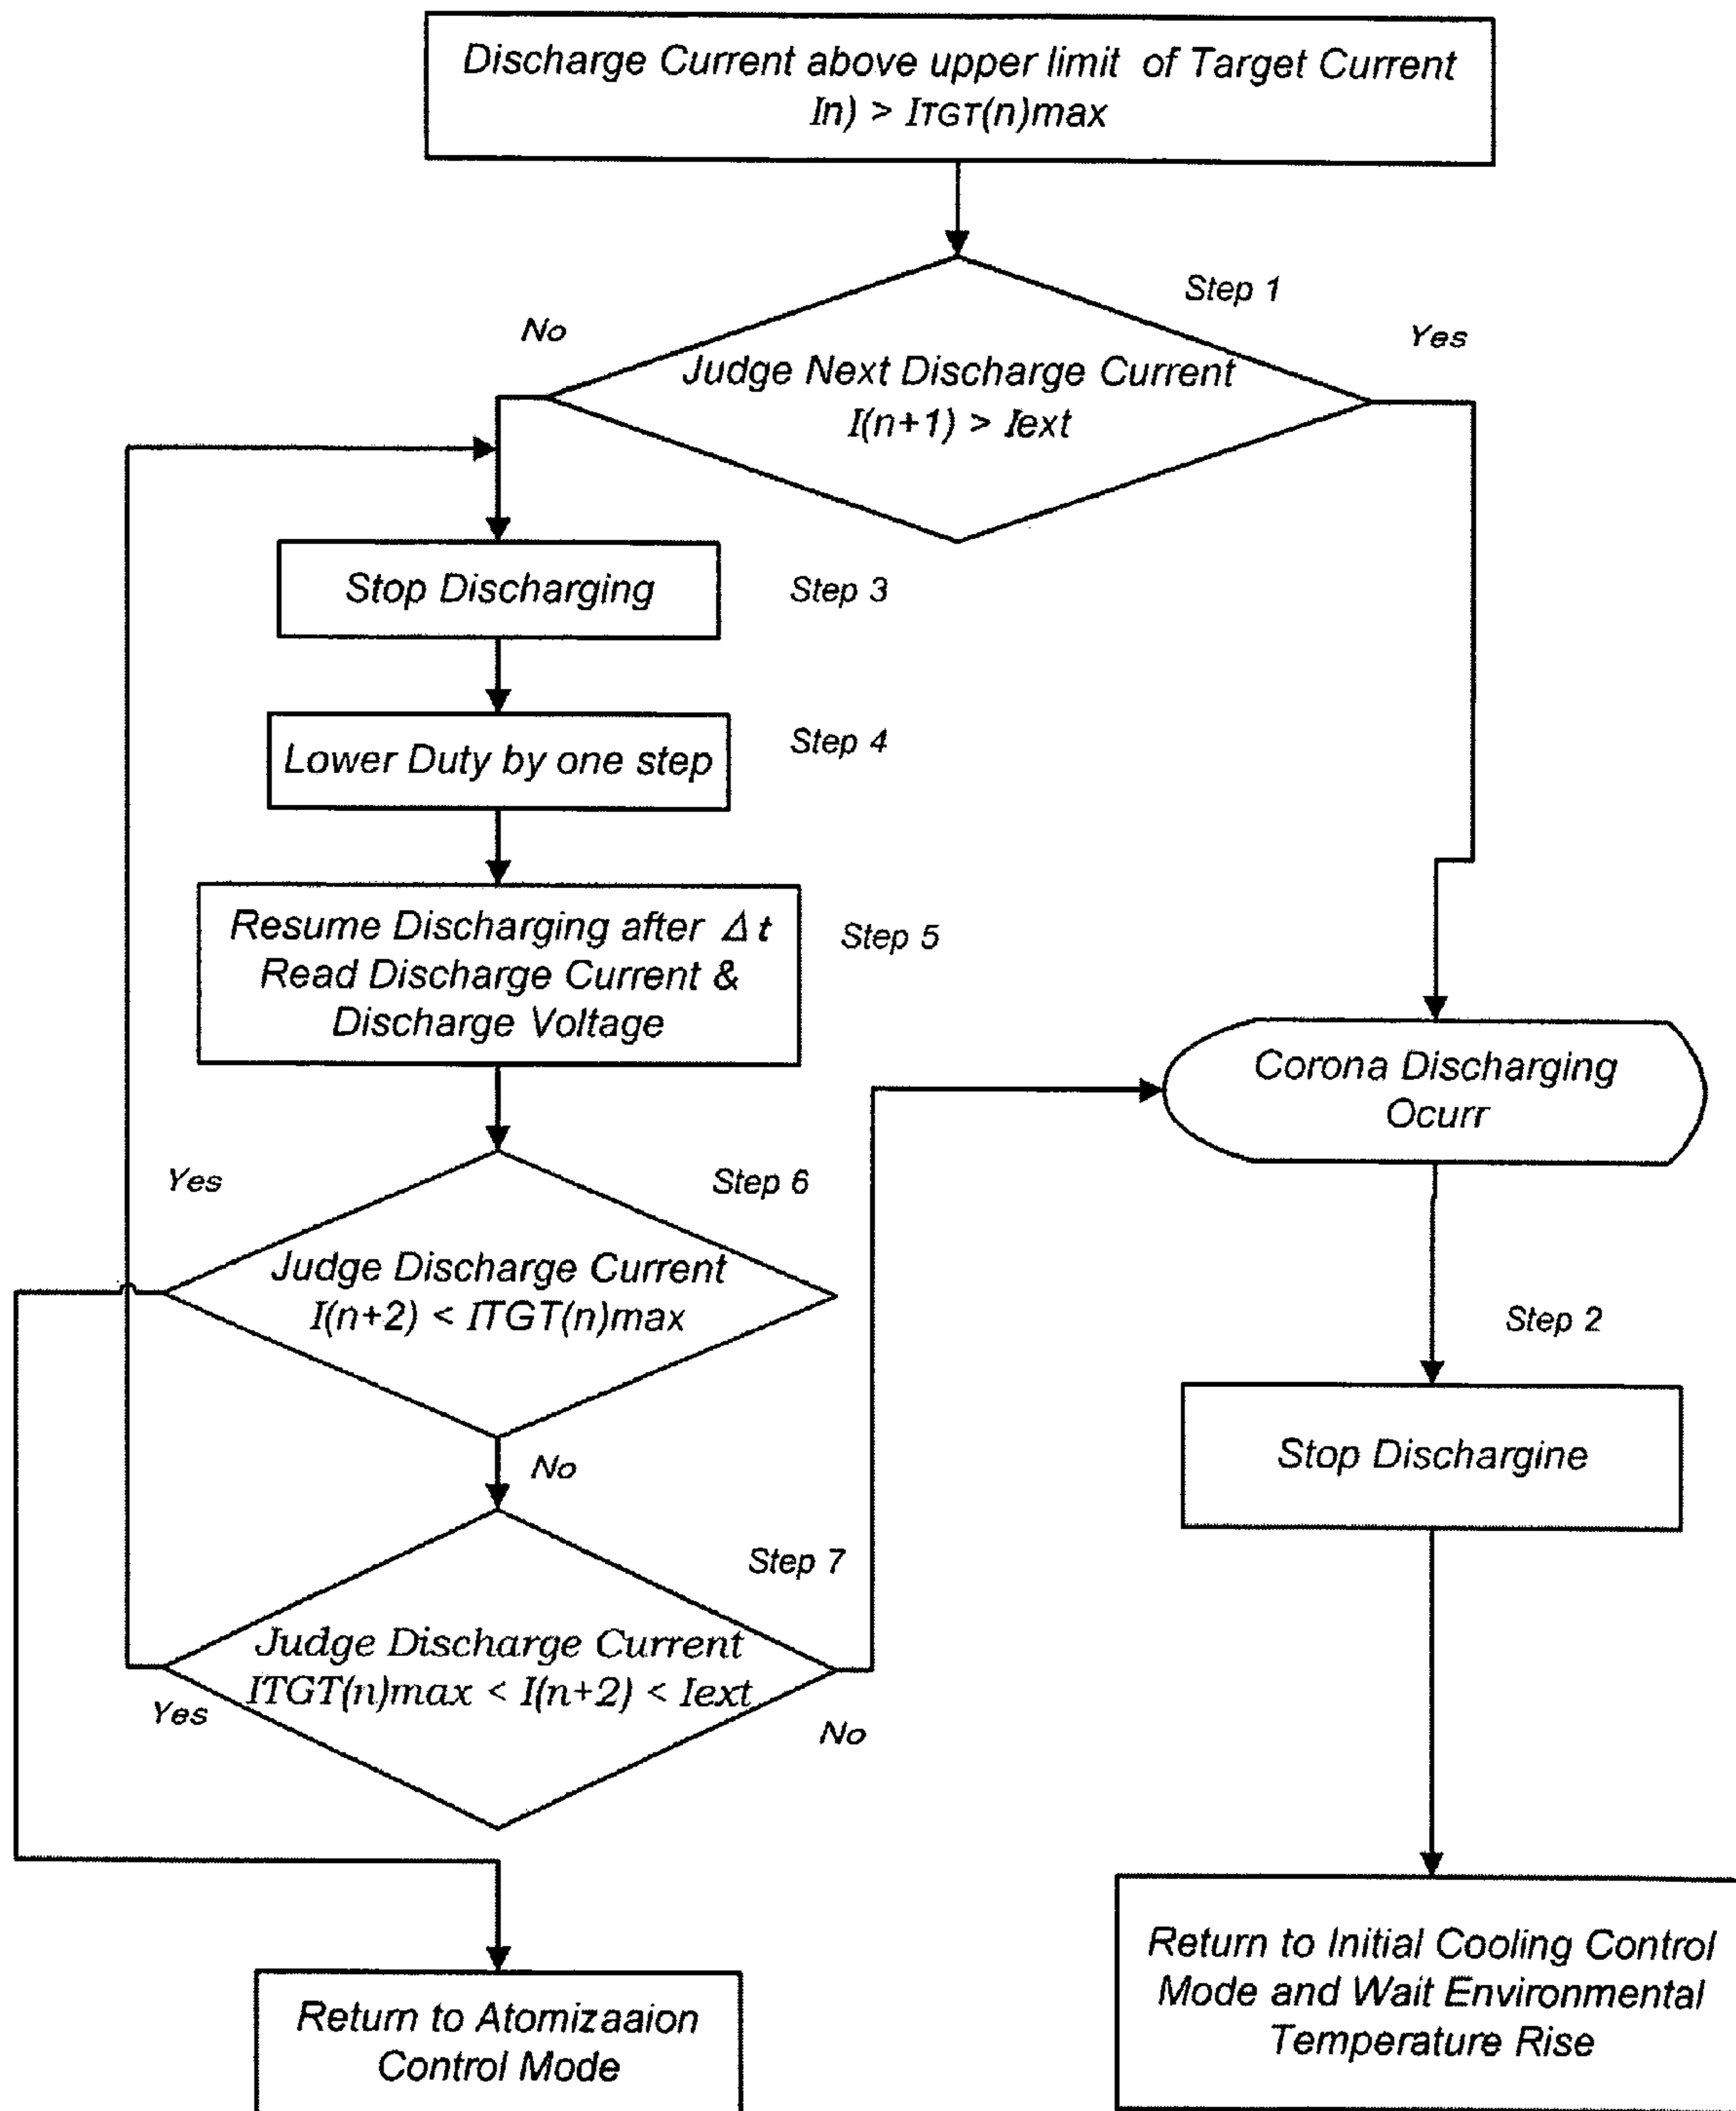 Discharge Current above upper limit of Target Current
In) > ITGT(n)max
Step 1
No
Yes
Judge Next Discharge Current
I(n+1) > Iext
Stop Discharging
Step 3
Lower Duty by one step
Step 4
Resume Discharging after Δt
Read Discharge Current &
Discharge Voltage
Step 5
Corona Discharging
Ocurr
Yes
Step 6
Judge Discharge Current
I(n+2) < ITGT(n)max
Step 2
No
Stop Dischargine
Step 7
Judge Discharge Current
ITGT(n)max < I(n+2) < Iext
Yes
No
Return to Initial Cooling Control
Mode and Wait Environmental
Temperature Rise
Return to Atomizaaion
Control Mode